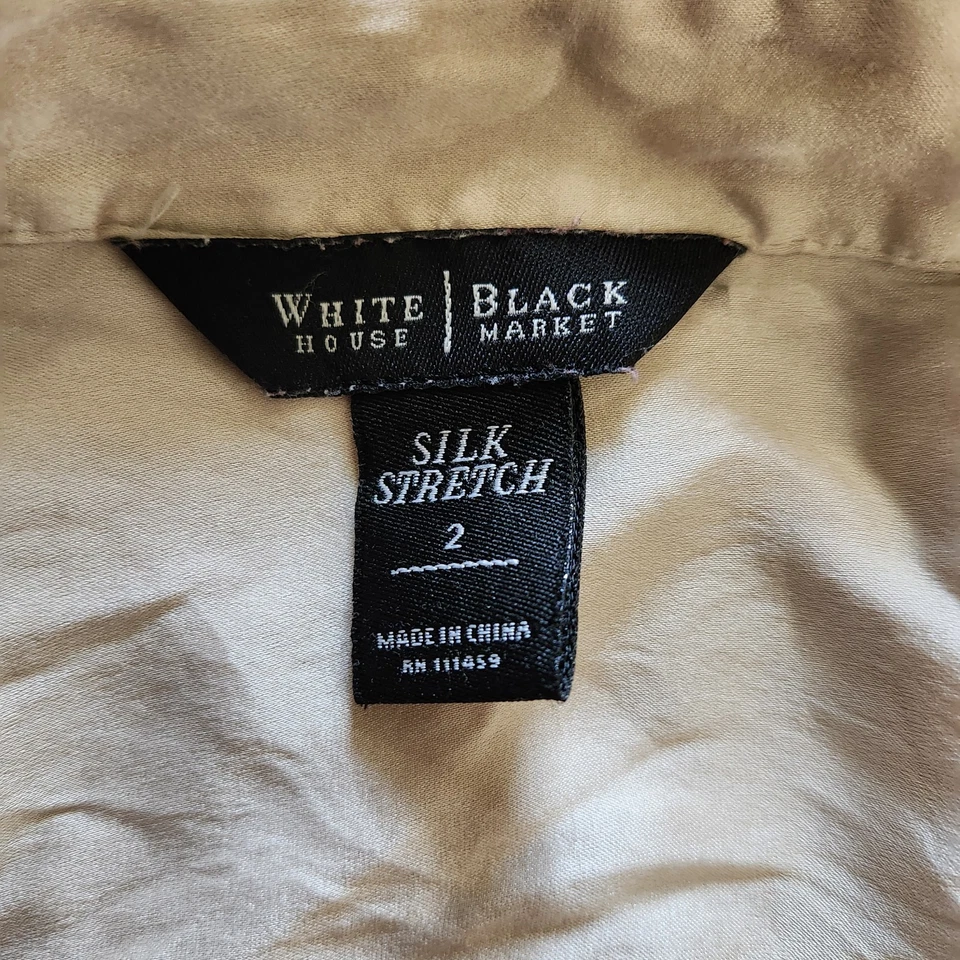 WHITE | BLACK
HOUSE | MARKET
SILK
STRETCH
2
MADE IN CHINA
RN 111459